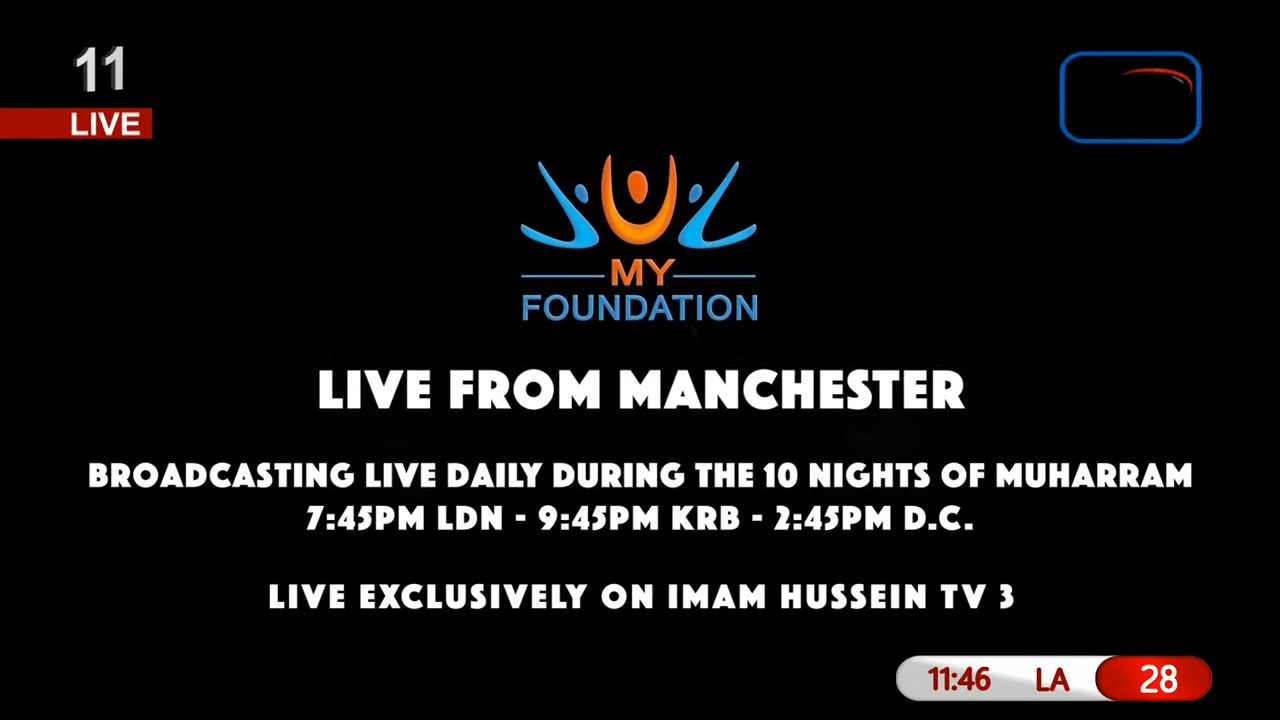 11
LIVE
MY
FOUNDATION
LIVE FROM MANCHESTER
BROADCASTING LIVE DAILY DURING THE 10 NIGHTS OF MUHARRAM
7:45PM LDN - 9:45PM KRB - 2:45PM D.C.
LIVE EXCLUSIVELY ON IMAM HUSSEIN TV 3
11:46 LA 28